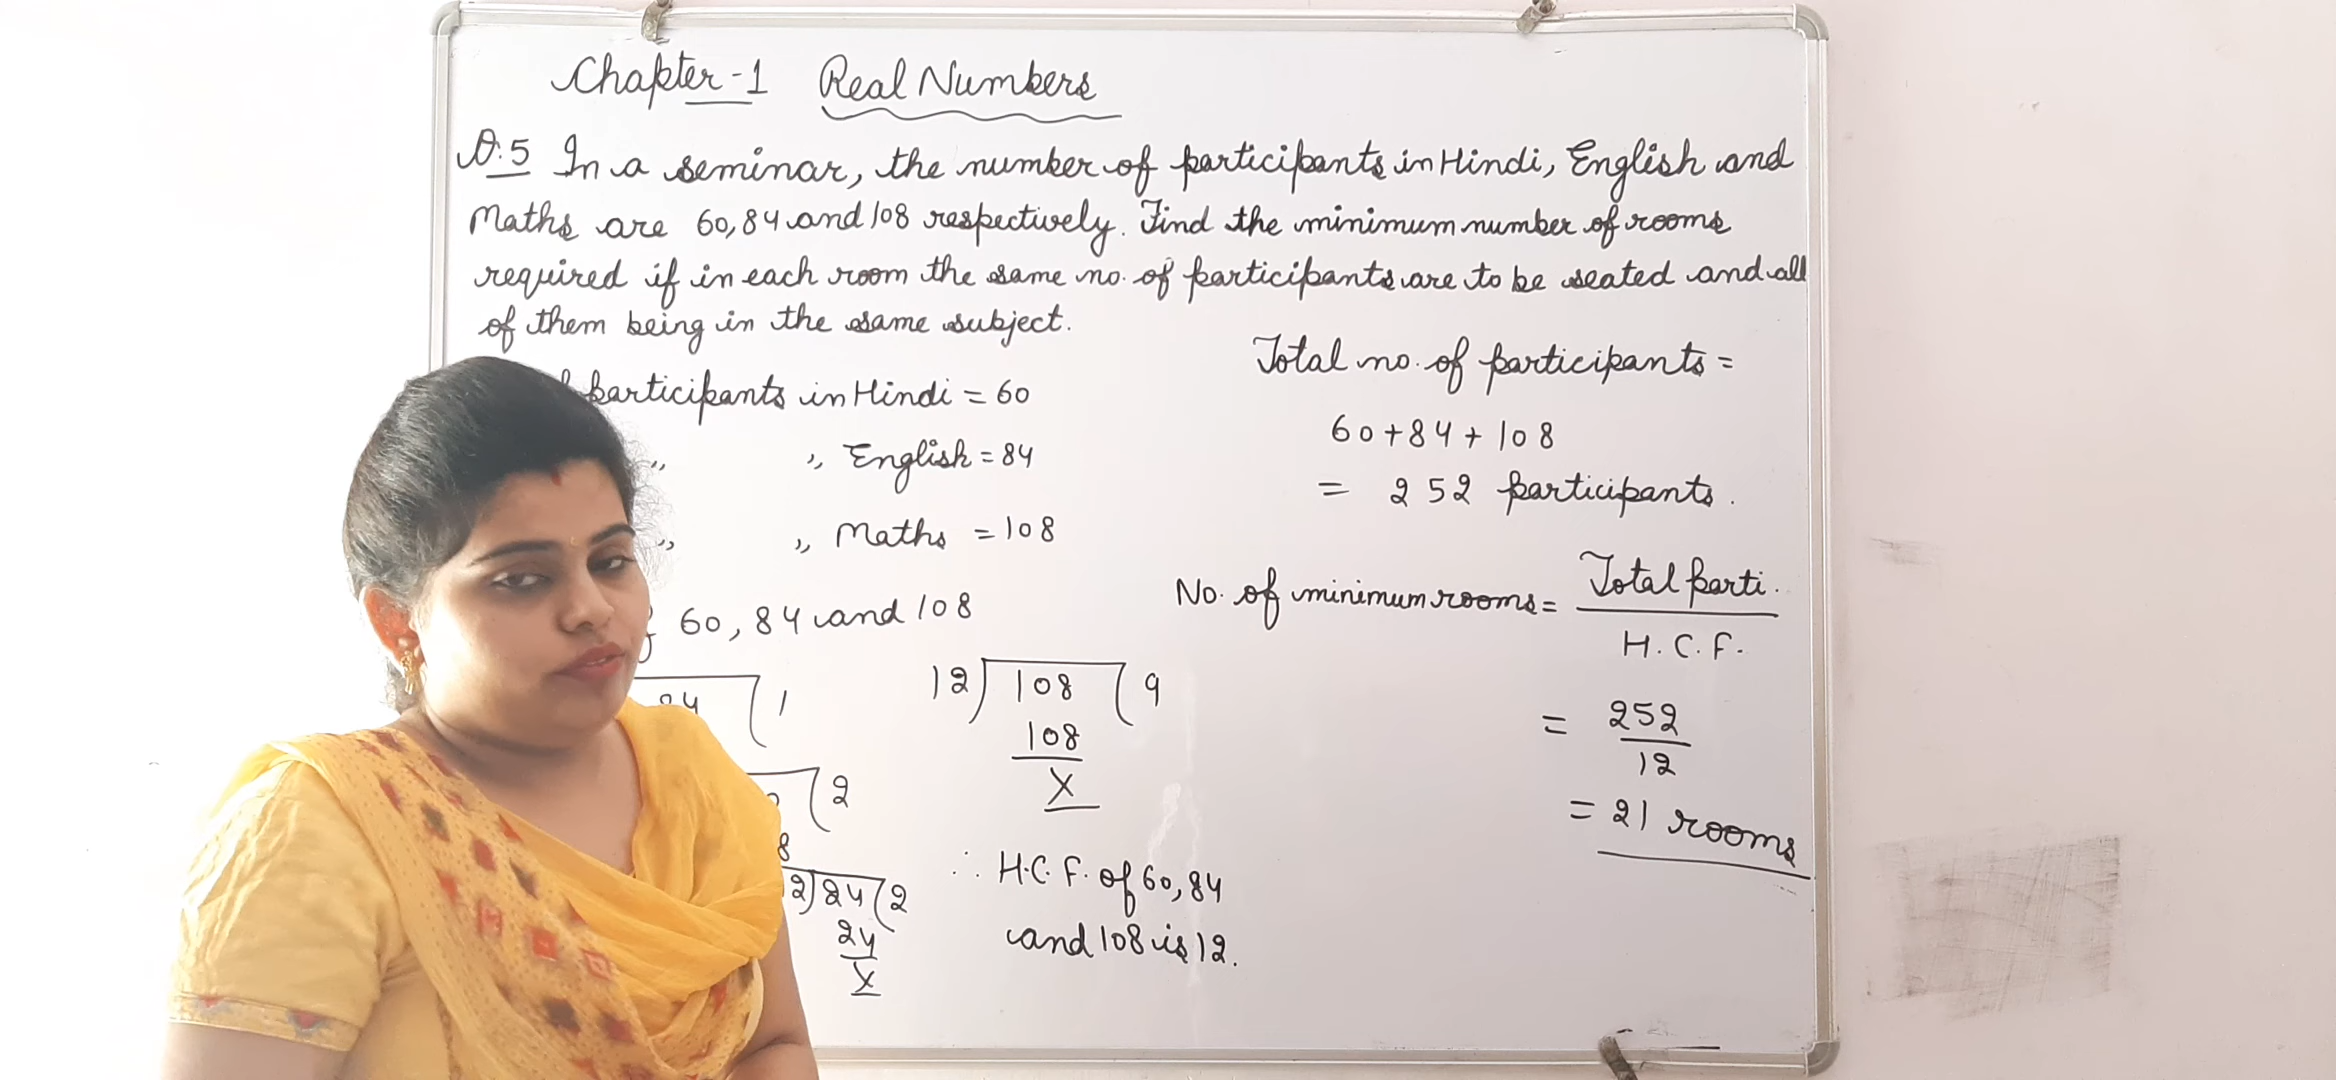 Chapter-1 Real Numbers
Q.5 In a seminar, the number of participants in Hindi, English and
Maths are 60, 84 and 108 respectively. Find the minimum number of rooms
required if in each room the same no. of participants are to be seated and all
of them being in the same subject.
participants in Hindi = 60
,, ,, English = 84
,, ,, Maths = 108
60, 84 and 108
84 1
2
8
2) 24 (2
24
X
12) 108 (9
108
X
∴ H.C.F. of 60, 84
and 108 is 12.
Total no. of participants =
60+84+108
= 252 participants.
No. of minimum rooms = Total parti.
H.C.F.
= 252
12
= 21 rooms